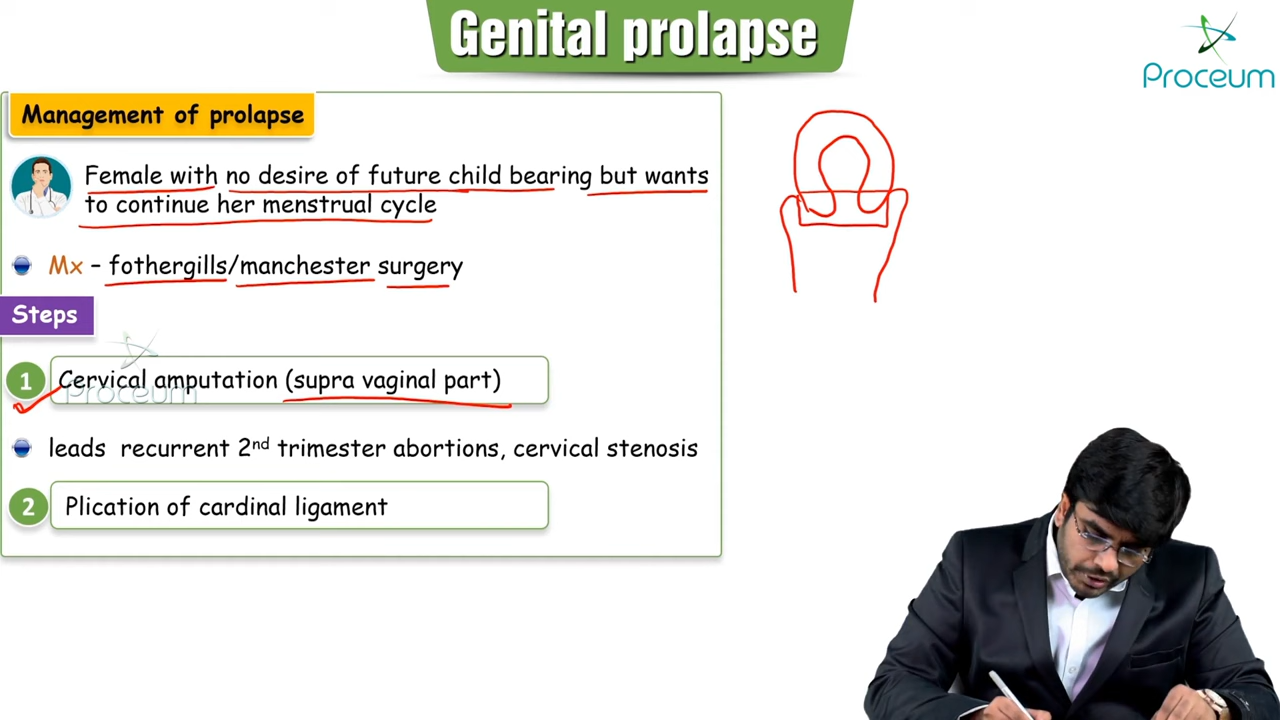 Genital prolapse
Proceum
Management of prolapse
Female with no desire of future child bearing but wants
to continue her menstrual cycle
Mx – fothergills/manchester surgery
Steps
1 Cervical amputation (supra vaginal part)
Proceum
leads recurrent 2nd trimester abortions, cervical stenosis
2 Plication of cardinal ligament